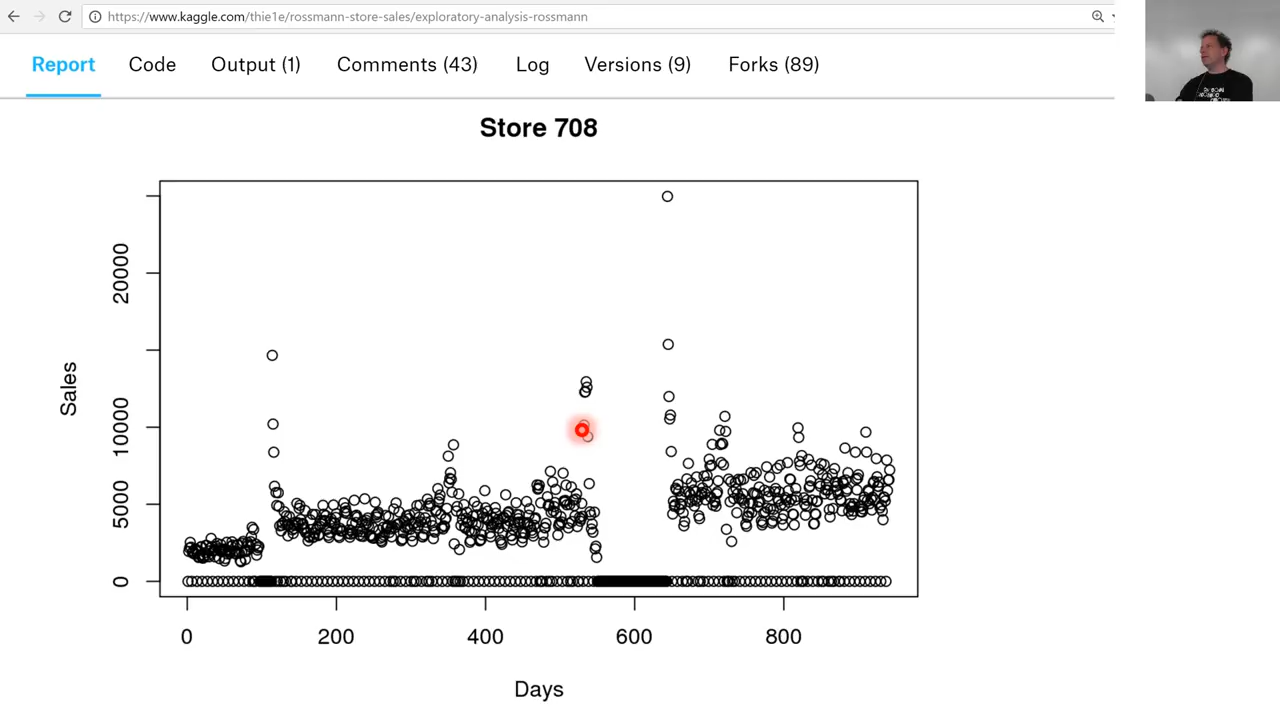 https://www.kaggle.com/thie1e/rossmann-store-sales/exploratory-analysis-rossmann
Report Code Output (1) Comments (43) Log Versions (9) Forks (89)
Store 708
Sales
20000
10000
5000
0
0 200 400 600 800
Days